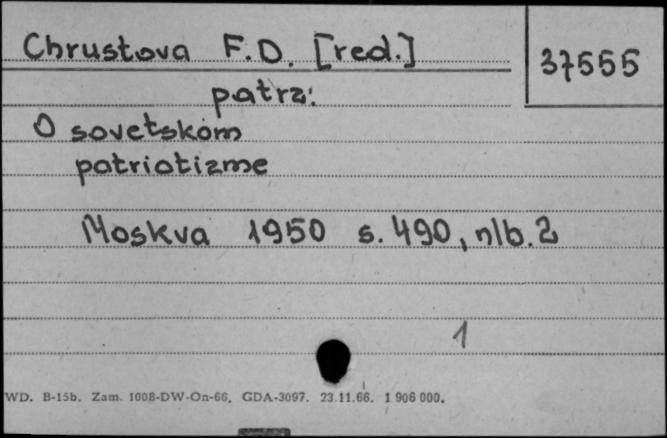 Chrustova F.D. [red.]
37555
patrz:
O sovetskom
patriotizme
Moskva 1950 s. 490, nlb. 2
1
WD. B-15b. Zam. 1008-DW-On-66. GDA-3097. 23.11.66. 1 906 000.